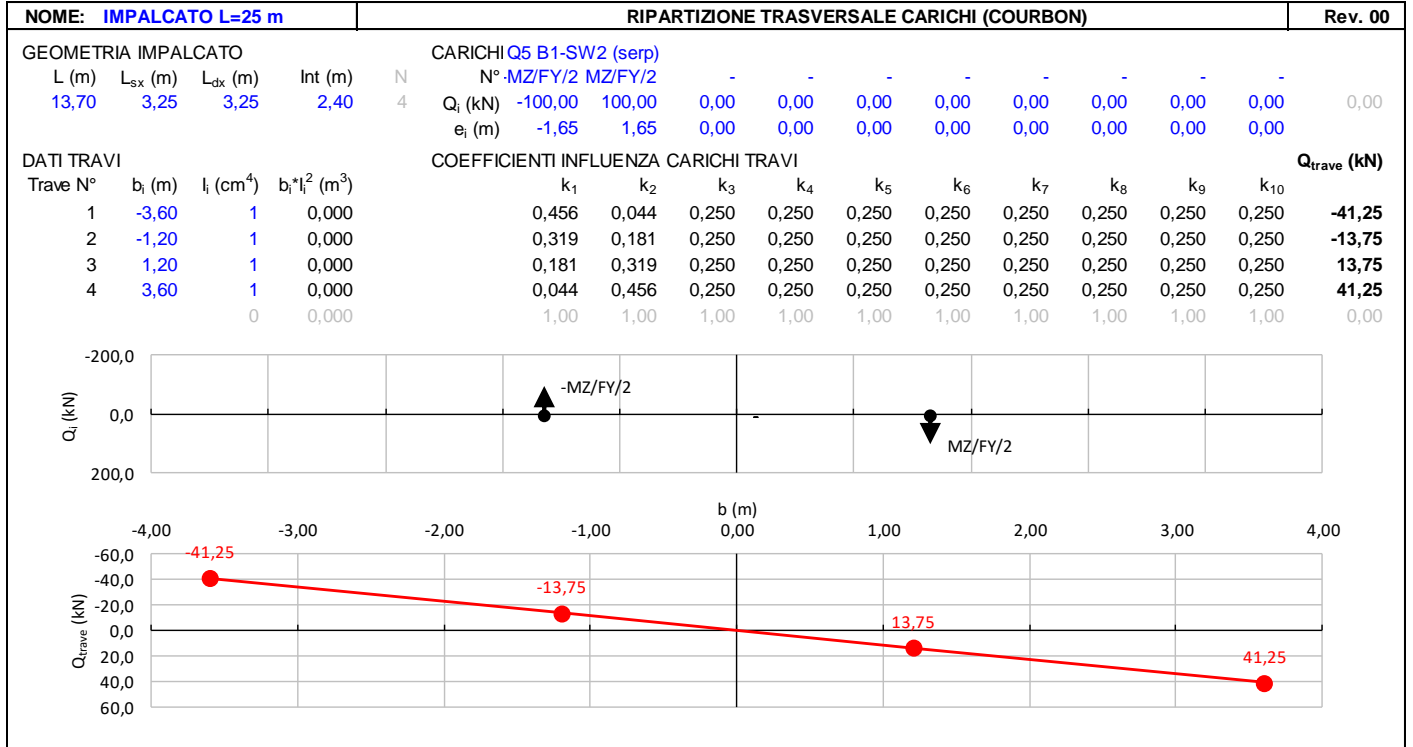 NOME: IMPALCATO L=25 m RIPARTIZIONE TRASVERSALE CARICHI (COURBON) Rev. 00
GEOMETRIA IMPALCATO CARICHI Q5 B1-SW2 (serp)
L (m) Lsx (m) Ldx (m) Int (m) N N° -MZ/FY/2 MZ/FY/2 - - - - - - - -
13,70 3,25 3,25 2,40 4 Qi (kN) -100,00 100,00 0,00 0,00 0,00 0,00 0,00 0,00 0,00 0,00 0,00
ei (m) -1,65 1,65 0,00 0,00 0,00 0,00 0,00 0,00 0,00 0,00
DATI TRAVI COEFFICIENTI INFLUENZA CARICHI TRAVI Qtrave (kN)
Trave N° bi (m) Ii (cm4) bi*Ii2 (m3) k1 k2 k3 k4 k5 k6 k7 k8 k9 k10
1 -3,60 1 0,000 0,456 0,044 0,250 0,250 0,250 0,250 0,250 0,250 0,250 0,250 -41,25
2 -1,20 1 0,000 0,319 0,181 0,250 0,250 0,250 0,250 0,250 0,250 0,250 0,250 -13,75
3 1,20 1 0,000 0,181 0,319 0,250 0,250 0,250 0,250 0,250 0,250 0,250 0,250 13,75
4 3,60 1 0,000 0,044 0,456 0,250 0,250 0,250 0,250 0,250 0,250 0,250 0,250 41,25
0 0,000 1,00 1,00 1,00 1,00 1,00 1,00 1,00 1,00 1,00 1,00 0,00
-200,0
-MZ/FY/2
0,0 -
Qi (kN)
MZ/FY/2
200,0
b (m)
-4,00 -3,00 -2,00 -1,00 0,00 1,00 2,00 3,00 4,00
-60,0
-41,25
-40,0
-13,75
-20,0
Qtrave (kN)
0,0
13,75
20,0
41,25
40,0
60,0